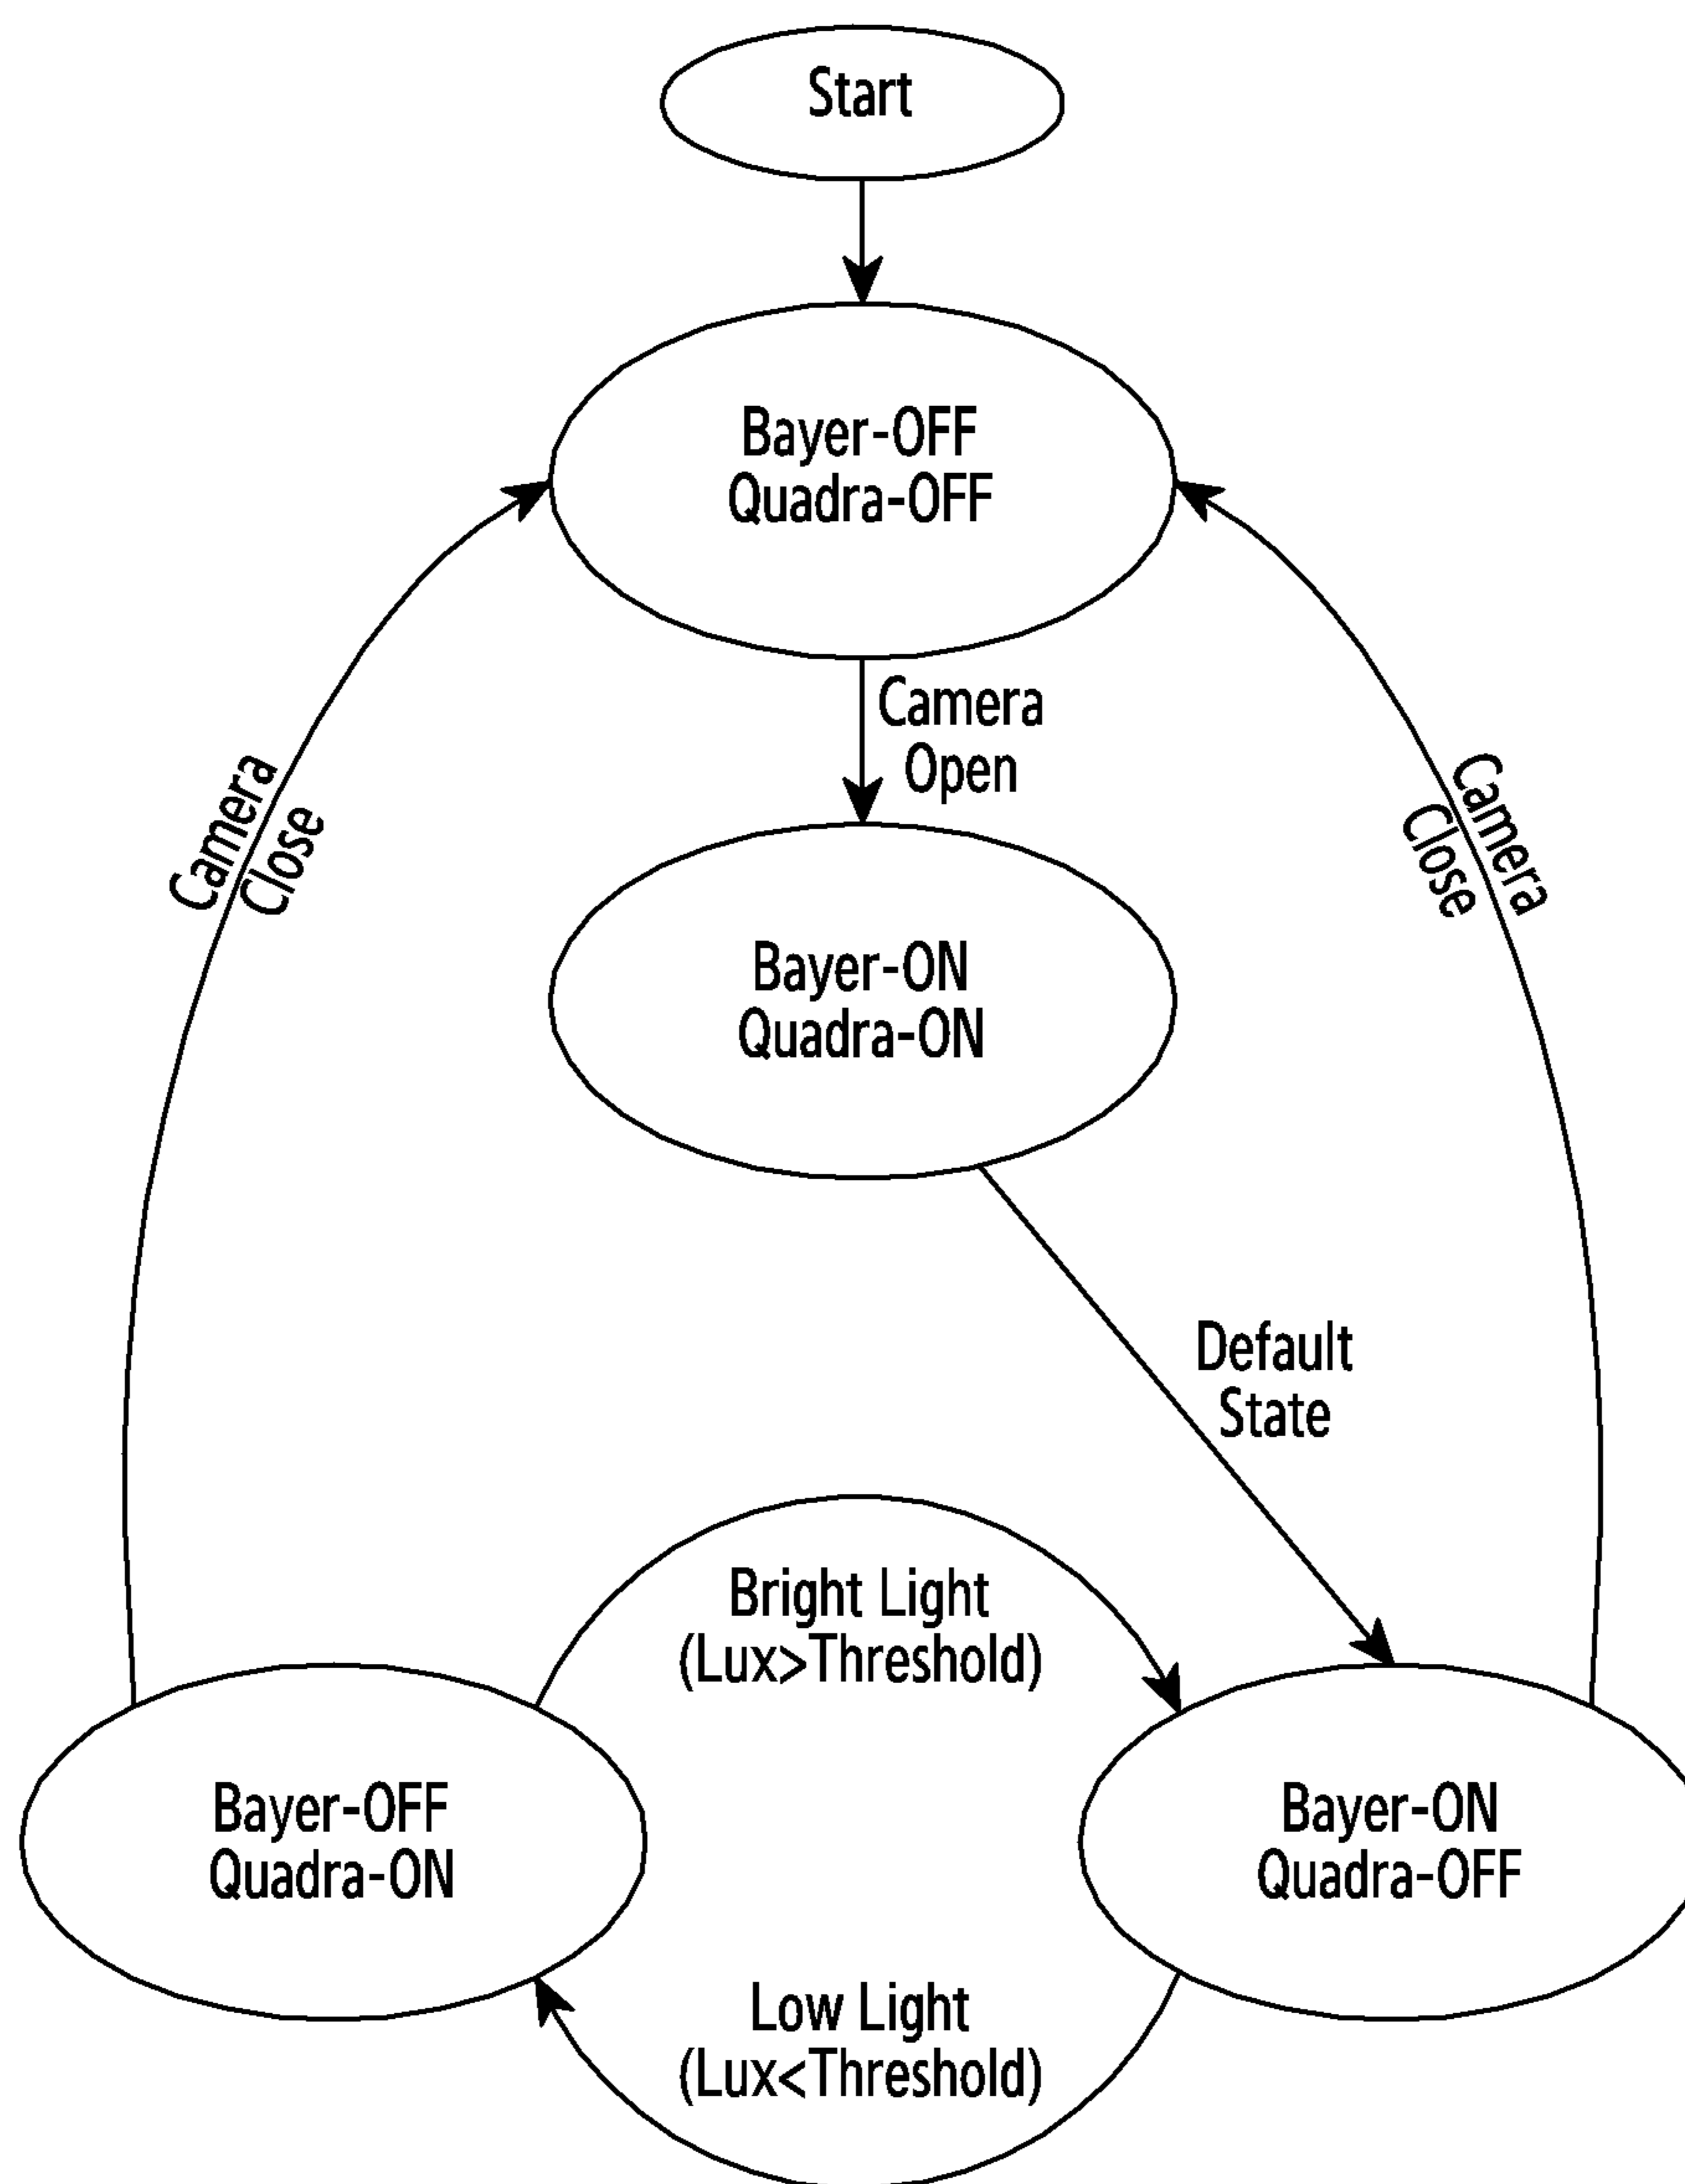 Start
Bayer-OFF
Quadra-OFF
Camera
Open
Camera
Close
Camera
Close
Bayer-ON
Quadra-ON
Default
State
Bright Light
(Lux>Threshold)
Bayer-OFF
Quadra-ON
Bayer-ON
Quadra-OFF
Low Light
(Lux<Threshold)